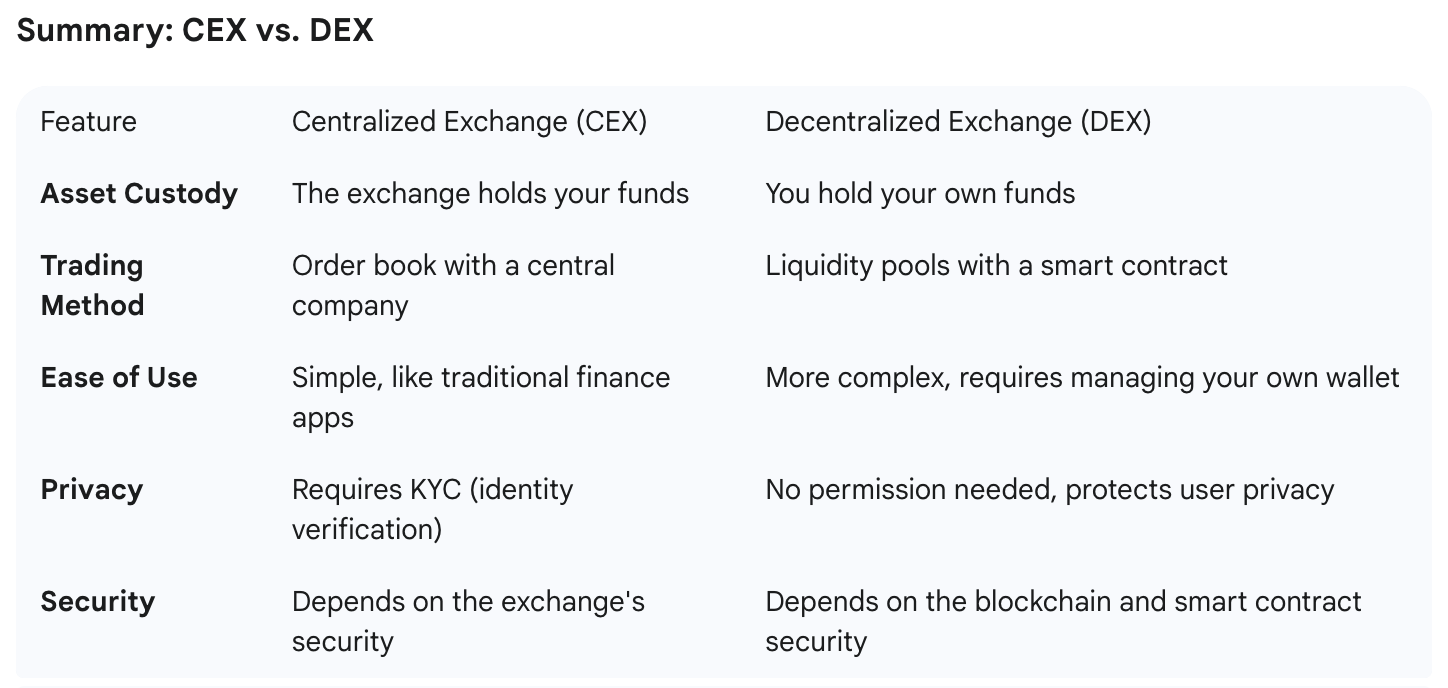 Summary: CEX vs. DEX
Feature Centralized Exchange (CEX) Decentralized Exchange (DEX)
Asset Custody The exchange holds your funds You hold your own funds
Trading Order book with a central Liquidity pools with a smart contract
Method company
Ease of Use Simple, like traditional finance More complex, requires managing your own wallet
apps
Privacy Requires KYC (identity No permission needed, protects user privacy
verification)
Security Depends on the exchange's Depends on the blockchain and smart contract
security security